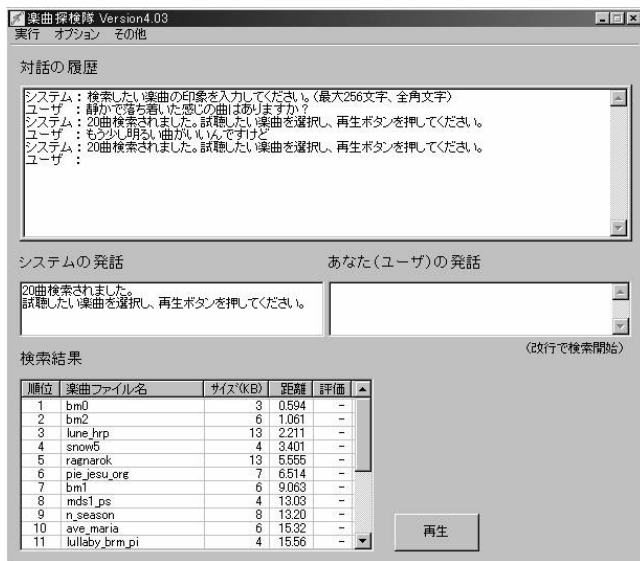 楽曲探検隊 Version4.03
実行 オプション その他
対話の履歴
システム：検索したい楽曲の印象を入力してください。(最大256文字、全角文字)
ユーザ ：静かで落ち着いた感じの曲はありますか？
システム：20曲検索されました。試聴したい楽曲を選択し、再生ボタンを押してください。
ユーザ ：もう少し明るい曲がいいんですけど
システム：20曲検索されました。試聴したい楽曲を選択し、再生ボタンを押してください。
ユーザ ：
システムの発話 あなた(ユーザ)の発話
20曲検索されました。
試聴したい楽曲を選択し、再生ボタンを押してください。
(改行で検索開始)
検索結果
順位 楽曲ファイル名 サイズ(KB) 距離 評価
1 bm0 3 0.594 -
2 bm2 6 1.061 -
3 lune_hrp 13 2.211 -
4 snow5 4 3.401 -
5 ragnarok 13 5.555 -
6 pie_jesu_org 7 6.514 -
7 bm1 6 9.063 -
8 mds1_ps 4 13.03 -
9 n_season 8 13.20 -
10 ave_maria 6 15.32 -
11 lullaby_brm_pi 4 15.56 -
再生